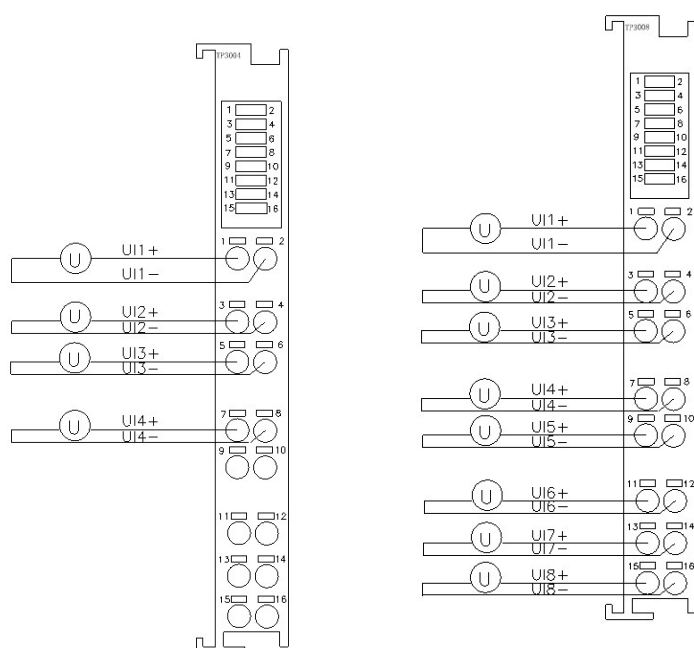 TP3004
1 2
3 4
5 6
7 8
9 10
11 12
13 14
15 16
1 2
U UI1+
UI1-
3 4
U UI2+
UI2-
5 6
U UI3+
UI3-
7 8
U UI4+
UI4-
9 10
11 12
13 14
15 16
TP3008
1 2
3 4
5 6
7 8
9 10
11 12
13 14
15 16
1 2
U UI1+
UI1-
3 4
U UI2+
UI2-
5 6
U UI3+
UI3-
7 8
U UI4+
UI4-
9 10
U UI5+
UI5-
11 12
U UI6+
UI6-
13 14
U UI7+
UI7-
15 16
U UI8+
UI8-